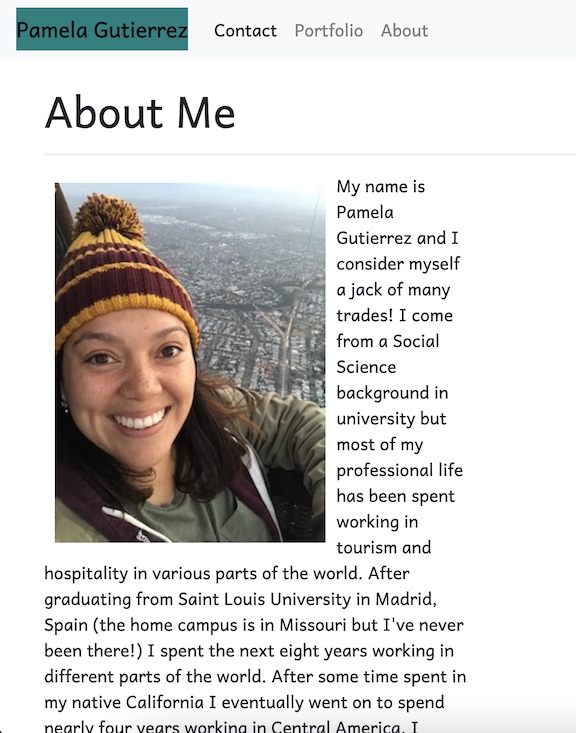 Pamela Gutierrez Contact Portfolio About
About Me
My name is
Pamela
Gutierrez and I
consider myself
a jack of many
trades! I come
from a Social
Science
background in
university but
most of my
professional life
has been spent
working in
tourism and
hospitality in various parts of the world. After
graduating from Saint Louis University in Madrid,
Spain (the home campus is in Missouri but I've never
been there!) I spent the next eight years working in
different parts of the world. After some time spent in
my native California I eventually went on to spend
nearly four years working in Central America. I